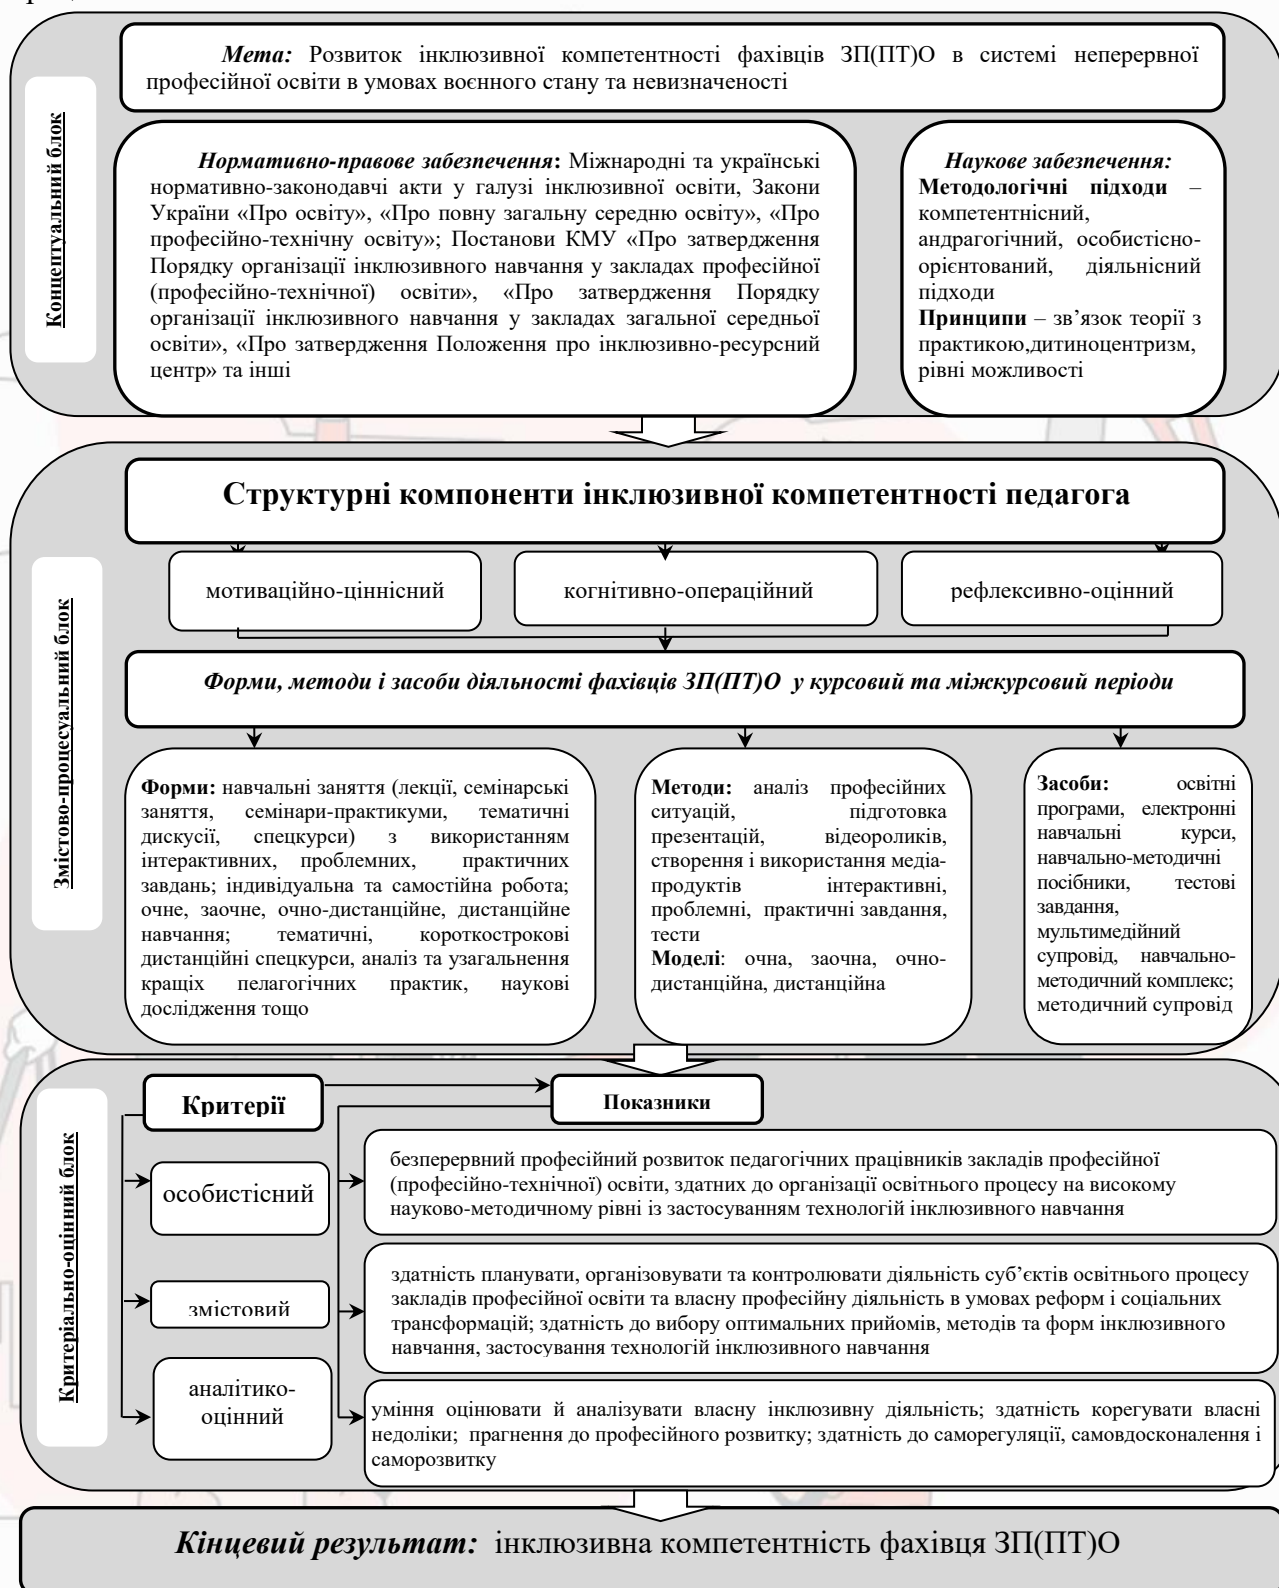 Концептуальний блок
Мета: Розвиток інклюзивної компетентності фахівців ЗП(ПТ)О в системі неперервної
професійної освіти в умовах воєнного стану та невизначеності
Нормативно-правове забезпечення: Міжнародні та українські
нормативно-законодавчі акти у галузі інклюзивної освіти, Закони
України «Про освіту», «Про повну загальну середню освіту», «Про
професійно-технічну освіту»; Постанови КМУ «Про затвердження
Порядку організації інклюзивного навчання у закладах професійної
(професійно-технічної) освіти», «Про затвердження Порядку
організації інклюзивного навчання у закладах загальної середньої
освіти», «Про затвердження Положення про інклюзивно-ресурсний
центр» та інші
Наукове забезпечення:
Методологічні підходи –
компетентнісний,
андрагогічний, особистісно-
орієнтований, діяльнісний
підходи
Принципи – зв’язок теорії з
практикою,дитиноцентризм,
рівні можливості
Змістово-процесуальний блок
Структурні компоненти інклюзивної компетентності педагога
мотиваційно-ціннісний
когнітивно-операційний
рефлексивно-оцінний
Форми, методи і засоби діяльності фахівців ЗП(ПТ)О у курсовий та міжкурсовий періоди
Форми: навчальні заняття (лекції, семінарські
заняття, семінари-практикуми, тематичні
дискусії, спецкурси) з використанням
інтерактивних, проблемних, практичних
завдань; індивідуальна та самостійна робота;
очне, заочне, очно-дистанційне, дистанційне
навчання; тематичні, короткострокові
дистанційні спецкурси, аналіз та узагальнення
кращіх пелагогічних практик, наукові
дослідження тощо
Методи: аналіз професійних
ситуацій, підготовка
презентацій, відеороликів,
створення і використання медіа-
продуктів інтерактивні,
проблемні, практичні завдання,
тести
Моделі: очна, заочна, очно-
дистанційна, дистанційна
Засоби: освітні
програми, електронні
навчальні курси,
навчально-методичні
посібники, тестові
завдання,
мультимедійний
супровід, навчально-
методичний комплекс;
методичний супровід
Критеріально-оцінний блок
Критерії
Показники
особистісний
безперервний професійний розвиток педагогічних працівників закладів професійної
(професійно-технічної) освіти, здатних до організації освітнього процесу на високому
науково-методичному рівні із застосуванням технологій інклюзивного навчання
змістовий
здатність планувати, організовувати та контролювати діяльність суб’єктів освітнього процесу
закладів професійної освіти та власну професійну діяльність в умовах реформ і соціальних
трансформацій; здатність до вибору оптимальних прийомів, методів та форм інклюзивного
навчання, застосування технологій інклюзивного навчання
аналітико-
оцінний
уміння оцінювати й аналізувати власну інклюзивну діяльність; здатність корегувати власні
недоліки; прагнення до професійного розвитку; здатність до саморегуляції, самовдосконалення і
саморозвитку
Кінцевий результат: інклюзивна компетентність фахівця ЗП(ПТ)О